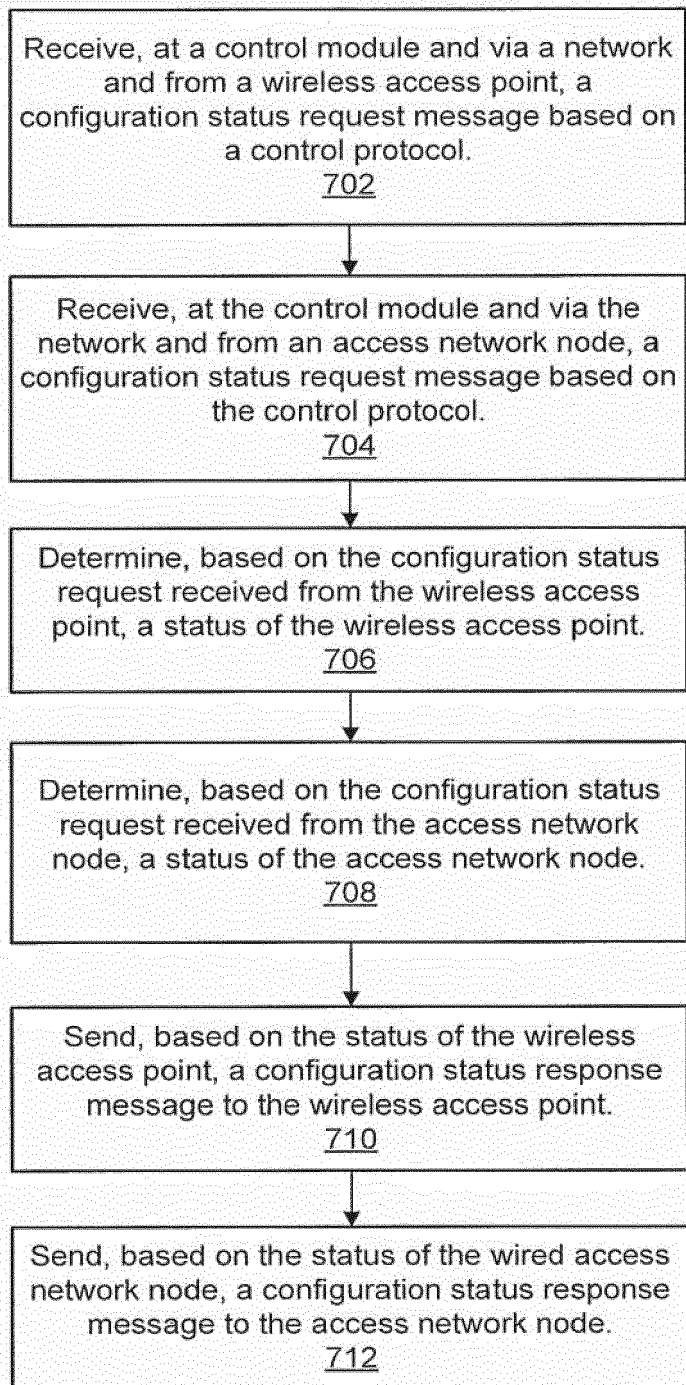 Receive, at a control module and via a network
and from a wireless access point, a
configuration status request message based on
a control protocol.
702
Receive, at the control module and via the
network and from an access network node, a
configuration status request message based on
the control protocol.
704
Determine, based on the configuration status
request received from the wireless access
point, a status of the wireless access point.
706
Determine, based on the configuration status
request received from the access network
node, a status of the access network node.
708
Send, based on the status of the wireless
access point, a configuration status response
message to the wireless access point.
710
Send, based on the status of the wired access
network node, a configuration status response
message to the access network node.
712